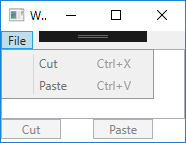 W...
File
Cut Ctrl+X
Paste Ctrl+V
Cut Paste